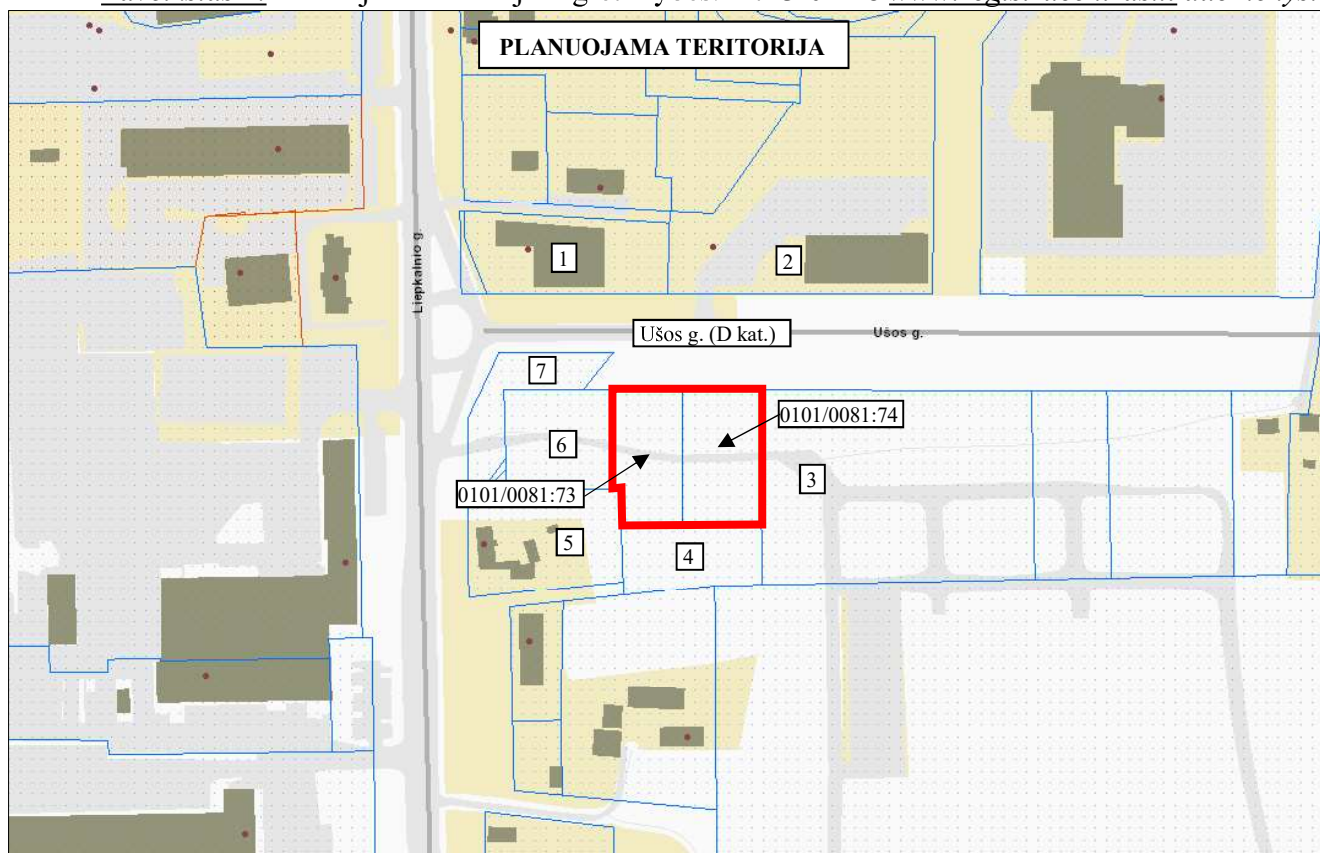 PLANUOJAMA TERITORIJA
1
2
Liepkalnio g.
Ušos g. (D kat.)
Ušos g.
7
0101/0081:74
6
3
0101/0081:73
5
4